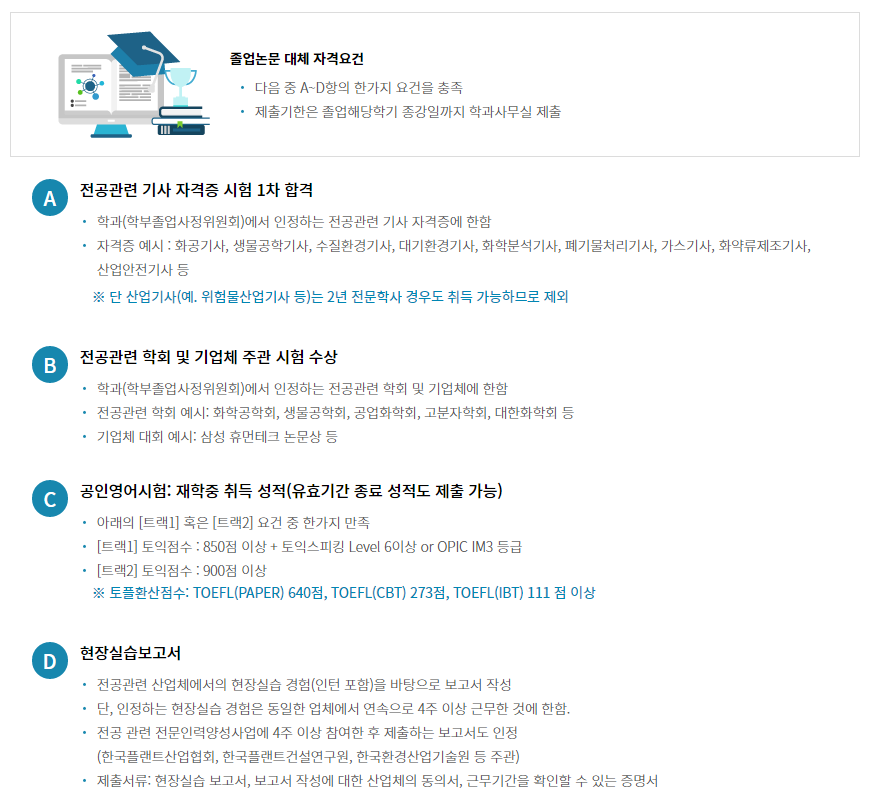 졸업논문 대체 자격요건
• 다음 중 A~D항의 한가지 요건을 충족
• 제출기한은 졸업해당학기 종강일까지 학과사무실 제출
A 전공관련 기사 자격증 시험 1차 합격
• 학과(학부졸업사정위원회)에서 인정하는 전공관련 기사 자격증에 한함
• 자격증 예시 : 화공기사, 생물공학기사, 수질환경기사, 대기환경기사, 화학분석기사, 폐기물처리기사, 가스기사, 화약류제조기사,
산업안전기사 등
※ 단 산업기사(예. 위험물산업기사 등)는 2년 전문학사 경우도 취득 가능하므로 제외
B 전공관련 학회 및 기업체 주관 시험 수상
• 학과(학부졸업사정위원회)에서 인정하는 전공관련 학회 및 기업체에 한함
• 전공관련 학회 예시: 화학공학회, 생물공학회, 공업화학회, 고분자학회, 대한화학회 등
• 기업체 대회 예시: 삼성 휴먼테크 논문상 등
C 공인영어시험: 재학중 취득 성적(유효기간 종료 성적도 제출 가능)
• 아래의 [트랙1] 혹은 [트랙2] 요건 중 한가지 만족
• [트랙1] 토익점수 : 850점 이상 + 토익스피킹 Level 6이상 or OPIC IM3 등급
• [트랙2] 토익점수 : 900점 이상
※ 토플환산점수: TOEFL(PAPER) 640점, TOEFL(CBT) 273점, TOEFL(IBT) 111 점 이상
D 현장실습보고서
• 전공관련 산업체에서의 현장실습 경험(인턴 포함)을 바탕으로 보고서 작성
• 단, 인정하는 현장실습 경험은 동일한 업체에서 연속으로 4주 이상 근무한 것에 한함.
• 전공 관련 전문인력양성사업에 4주 이상 참여한 후 제출하는 보고서도 인정
(한국플랜트산업협회, 한국플랜트건설연구원, 한국환경산업기술원 등 주관)
• 제출서류: 현장실습 보고서, 보고서 작성에 대한 산업체의 동의서, 근무기간을 확인할 수 있는 증명서